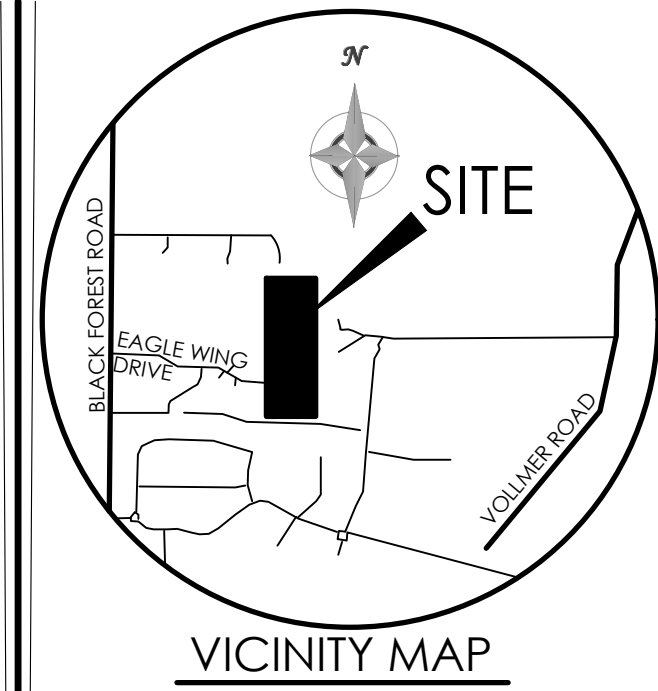 N
SITE
BLACK FOREST ROAD
EAGLE WING
DRIVE
VOLLMER ROAD
VICINITY MAP